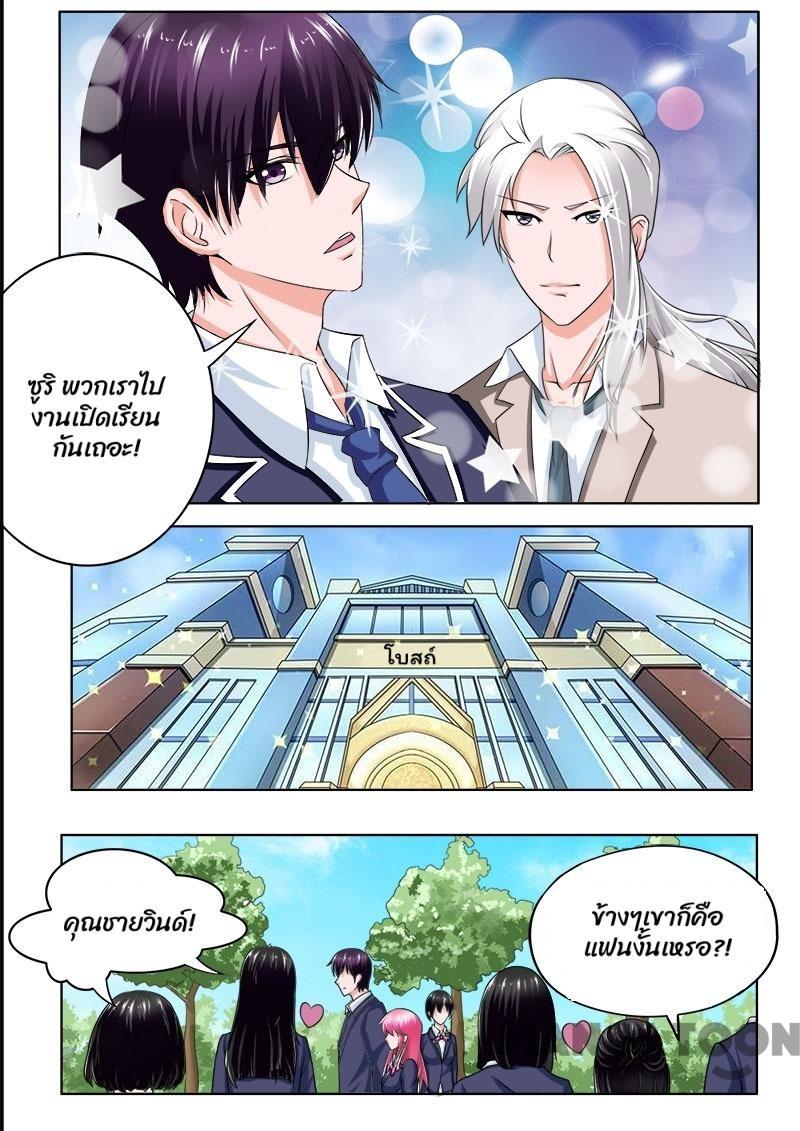 ซูริ พวกเราไป
งานเปิดเรียน
กันเถอะ!
โบสถ์
คุณชายวินด์!
ข้างๆเขาก็คือ
แฟนงั้นเหรอ?!